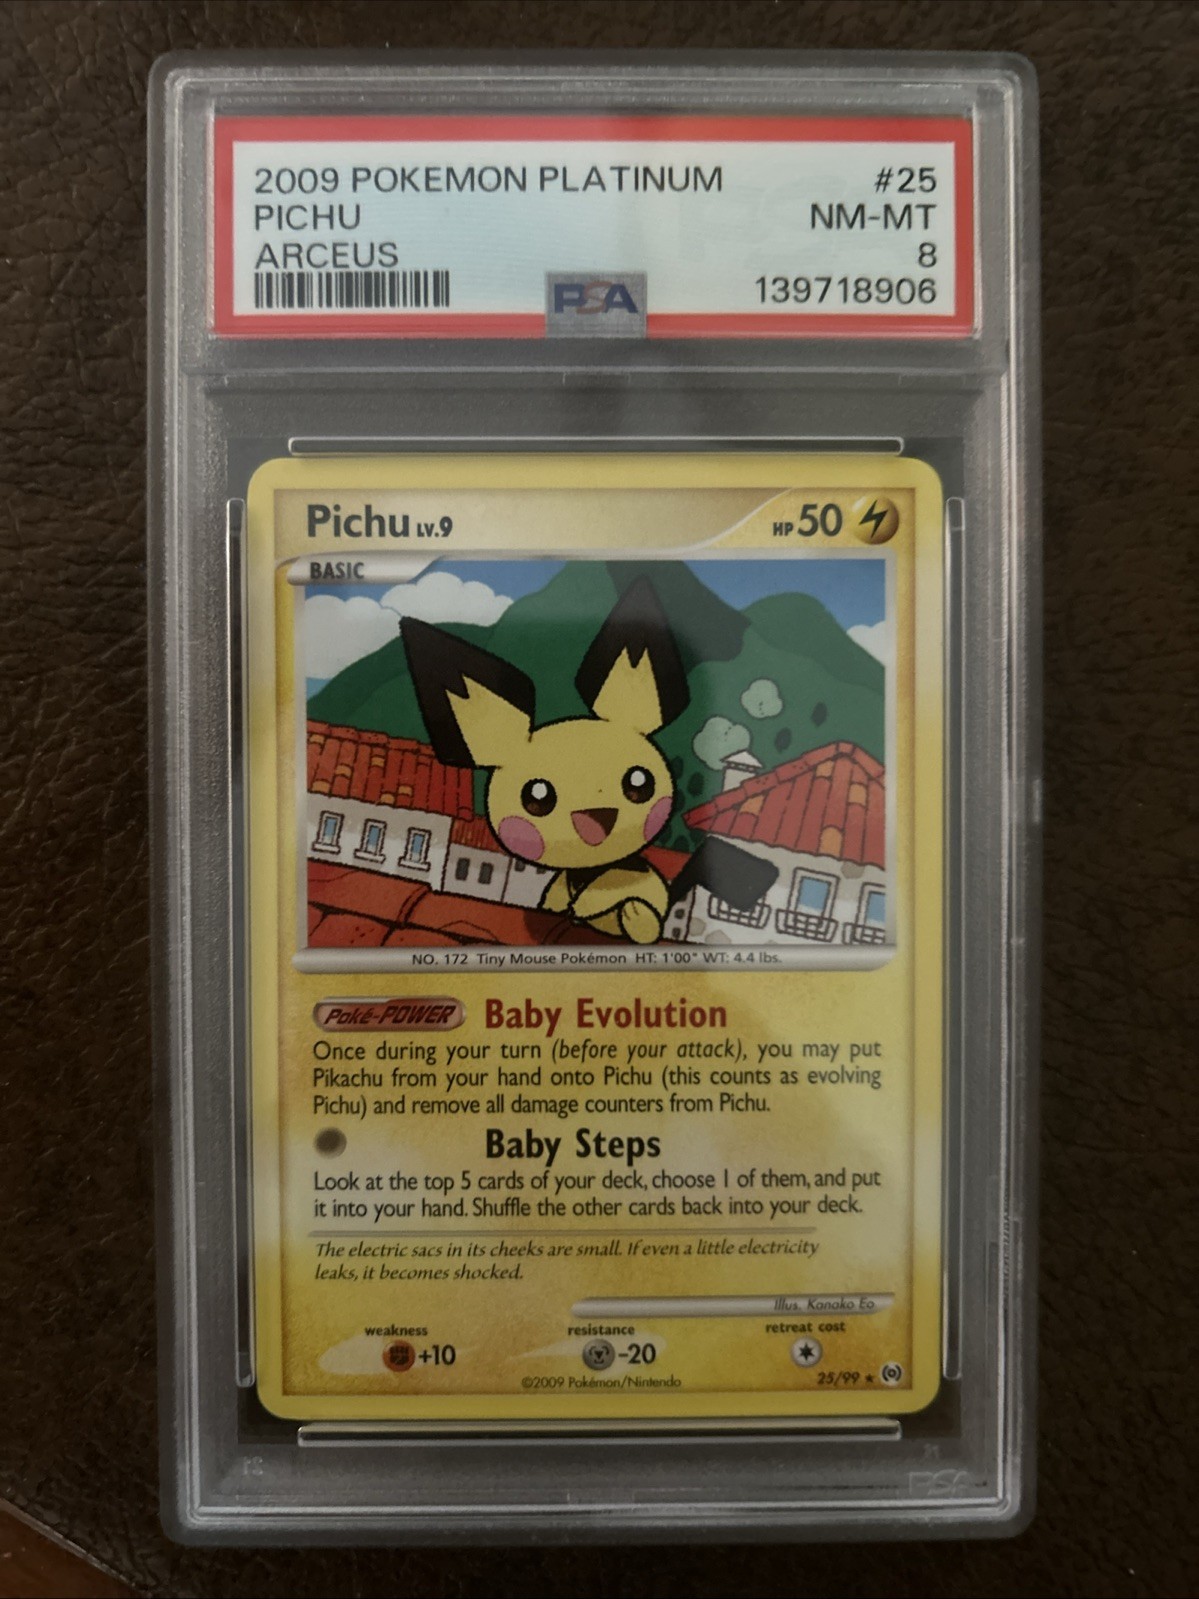 2009 POKEMON PLATINUM #25
PICHU NM-MT
ARCEUS 8
PSA 139718906
Pichu LV.9 HP 50
BASIC
NO. 172 Tiny Mouse Pokémon HT: 1'00" WT: 4.4 lbs.
Poké-POWER Baby Evolution
Once during your turn (before your attack), you may put
Pikachu from your hand onto Pichu (this counts as evolving
Pichu) and remove all damage counters from Pichu.
Baby Steps
Look at the top 5 cards of your deck, choose 1 of them, and put
it into your hand. Shuffle the other cards back into your deck.
The electric sacs in its cheeks are small. If even a little electricity
leaks, it becomes shocked.
Illus. Kanako Eo
weakness resistance retreat cost
+10 -20
©2009 Pokémon/Nintendo 25/99
PSA